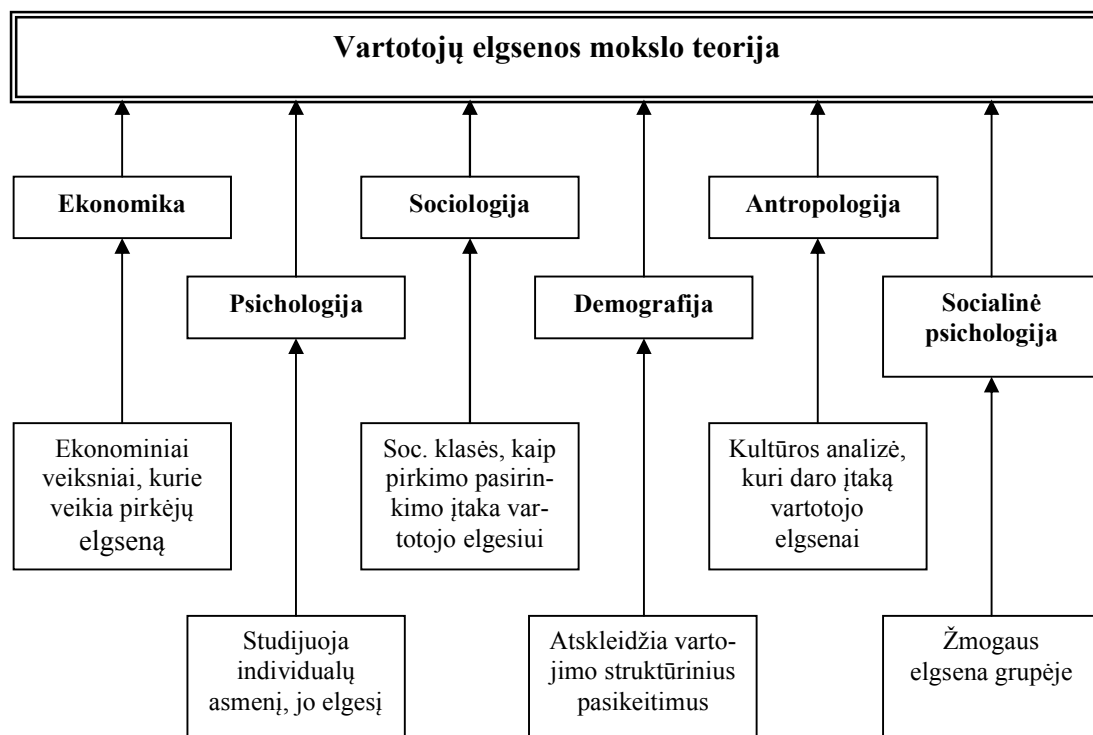 Vartotojų elgsenos mokslo teorija
Ekonomika
Sociologija
Antropologija
Psichologija
Demografija
Socialinė
psichologija
Ekonominiai
veiksniai, kurie
veikia pirkėjų
elgseną
Soc. klasės, kaip
pirkimo pasirin-
kimo įtaka var-
totojo elgesiui
Kultūros analizė,
kuri daro įtaką
vartotojo
elgsenai
Studijuoja
individualų
asmenį, jo elgesį
Atskleidžia varto-
jimo struktūrinius
pasikeitimus
Žmogaus
elgsena grupėje